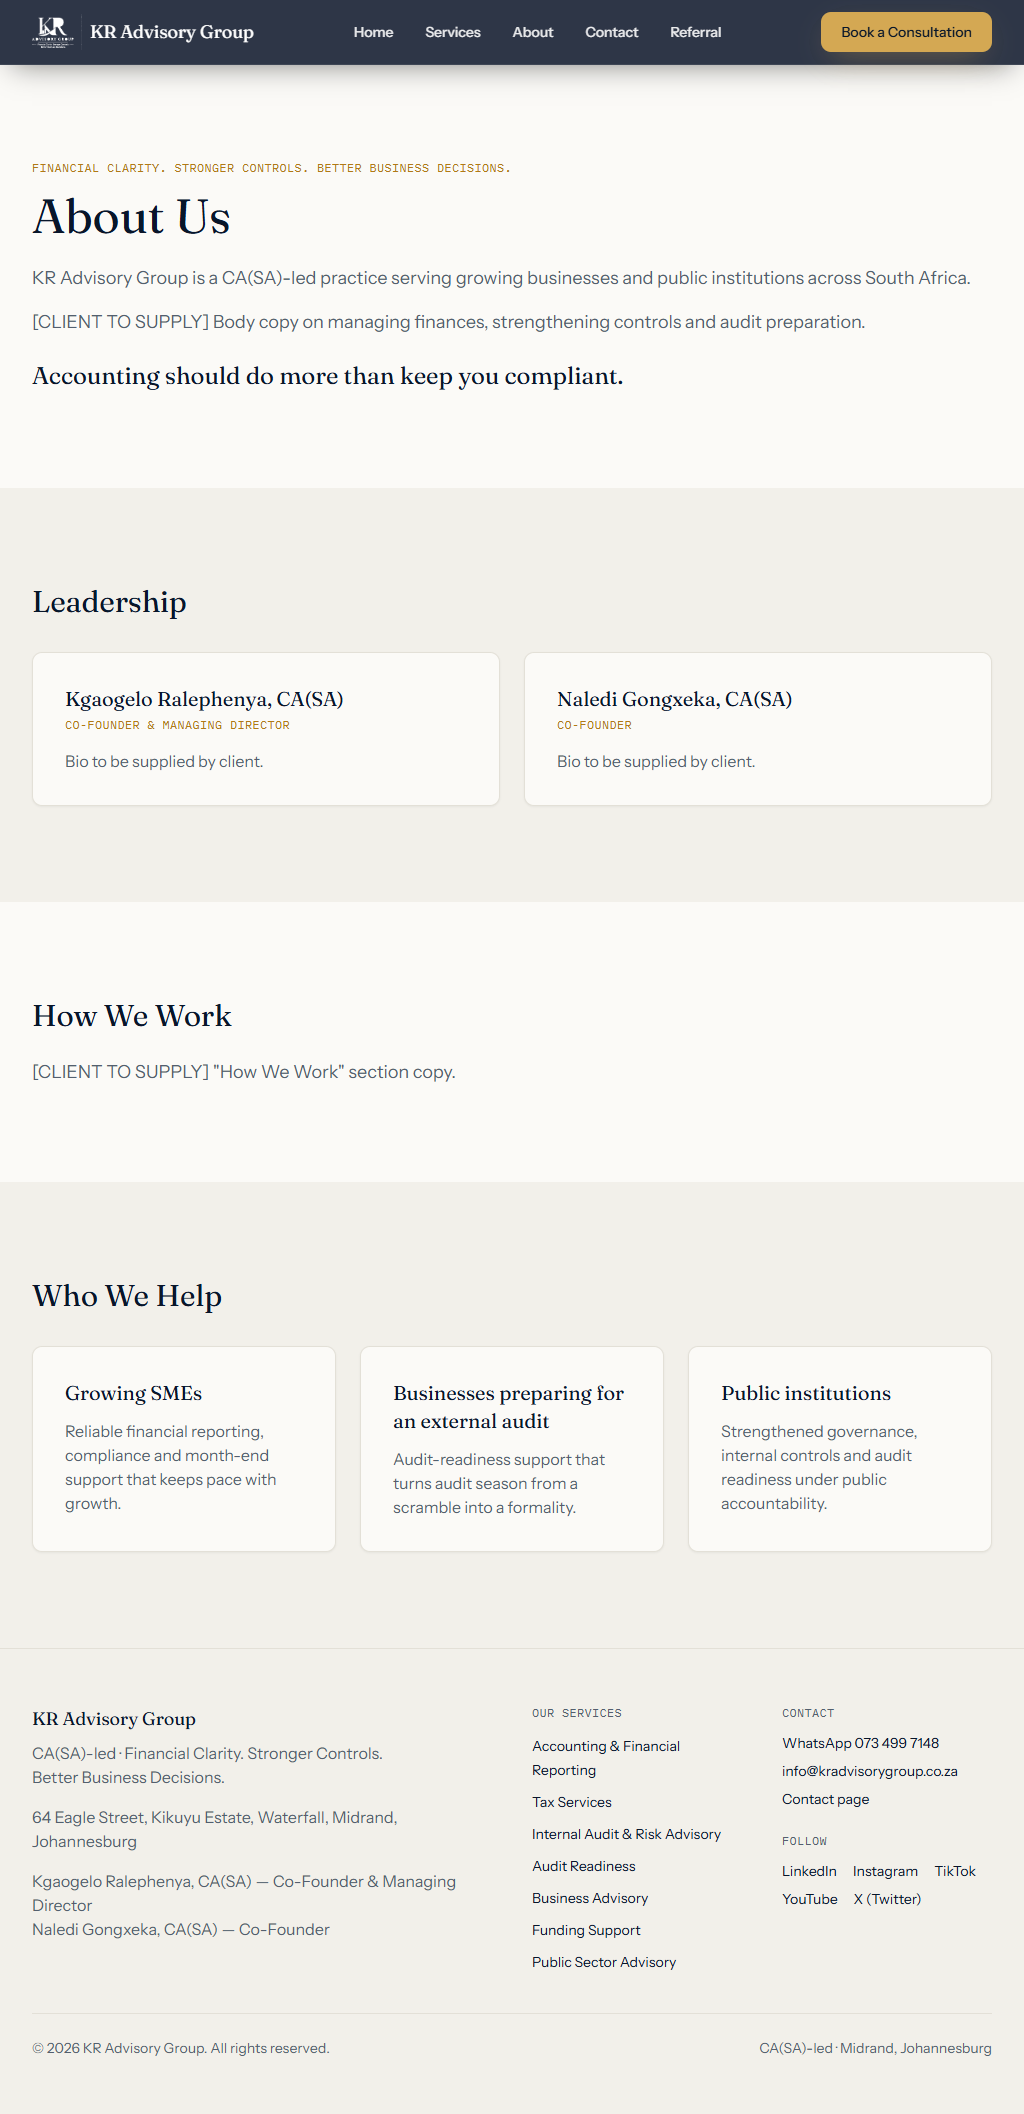 KR
ADVISORY GROUP
KR Advisory Group
Home
Services
About
Contact
Referral
Book a Consultation
FINANCIAL CLARITY. STRONGER CONTROLS. BETTER BUSINESS DECISIONS.
About Us
KR Advisory Group is a CA(SA)-led practice serving growing businesses and public institutions across South Africa.
[CLIENT TO SUPPLY] Body copy on managing finances, strengthening controls and audit preparation.
Accounting should do more than keep you compliant.
Leadership
Kgaogelo Ralephenya, CA(SA)
CO-FOUNDER & MANAGING DIRECTOR
Bio to be supplied by client.
Naledi Gongxeka, CA(SA)
CO-FOUNDER
Bio to be supplied by client.
How We Work
[CLIENT TO SUPPLY] "How We Work" section copy.
Who We Help
Growing SMEs
Reliable financial reporting,
compliance and month-end
support that keeps pace with
growth.
Businesses preparing for
an external audit
Audit-readiness support that
turns audit season from a
scramble into a formality.
Public institutions
Strengthened governance,
internal controls and audit
readiness under public
accountability.
KR Advisory Group
CA(SA)-led · Financial Clarity. Stronger Controls.
Better Business Decisions.
64 Eagle Street, Kikuyu Estate, Waterfall, Midrand,
Johannesburg
Kgaogelo Ralephenya, CA(SA) — Co-Founder & Managing
Director
Naledi Gongxeka, CA(SA) — Co-Founder
OUR SERVICES
Accounting & Financial
Reporting
Tax Services
Internal Audit & Risk Advisory
Audit Readiness
Business Advisory
Funding Support
Public Sector Advisory
CONTACT
WhatsApp 073 499 7148
info@kradvisorygroup.co.za
Contact page
FOLLOW
LinkedIn
Instagram
TikTok
YouTube
X (Twitter)
© 2026 KR Advisory Group. All rights reserved.
CA(SA)-led · Midrand, Johannesburg